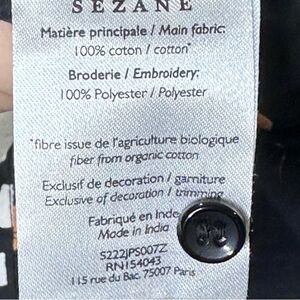 SÉZANE
Matière principale / Main fabric:
100% coton / cotton*
Broderie / Embroidery:
100% Polyester / Polyester
*fibre issue de l'agriculture biologique
fiber from organic cotton
Exclusif de decoration / garniture
Exclusive of decoration / trimming
Fabriqué en Inde
Made in India
S222JPS007Z
RN154043
115 rue du Bac. 75007 Paris